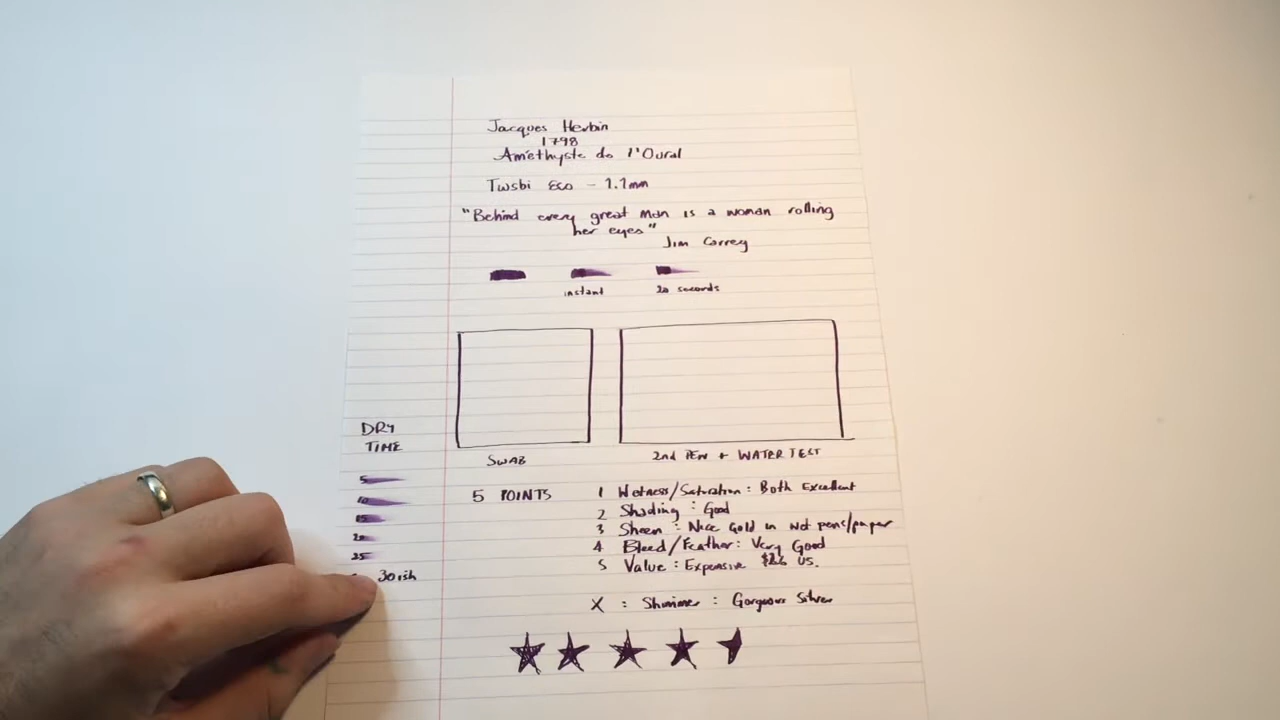 Jacques Herbin
1798
Améthyste de l'Oural
Twsbi Eco - 1.1mm
"Behind every great man is a woman rolling
her eyes"
Jim Carrey
instant
20 seconds
DRY
TIME
5
10
15
20
25
30ish
SWAB
2nd PEN + WATER TEST
5 POINTS
1 Wetness/Saturation : Both Excellent
2 Shading : Good
3 Sheen : Nice Gold in wet pens/paper
4 Bleed/Feather : Very Good
5 Value : Expensive US.
X : Shimmer : Gorgeous Silver